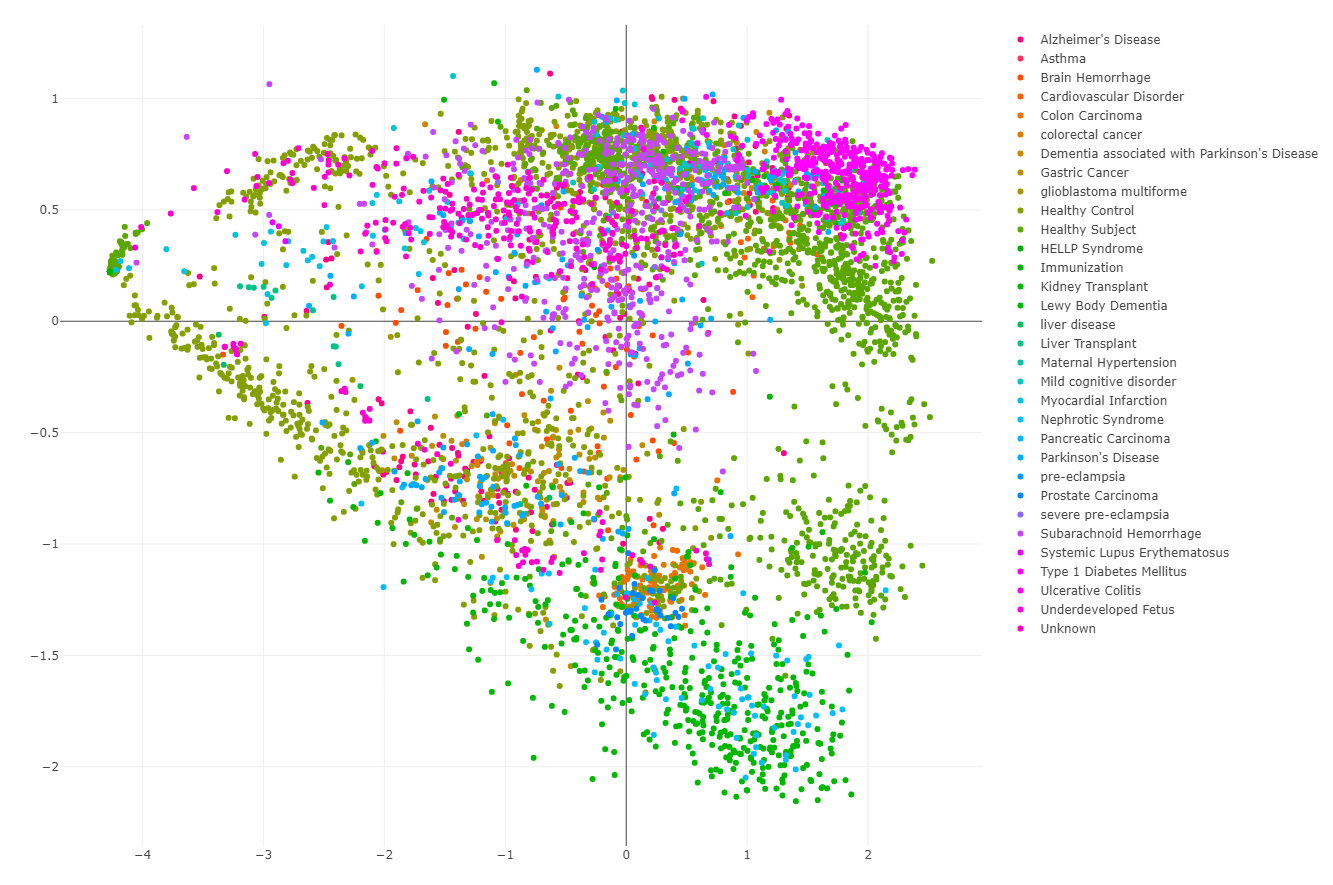 1
0.5
0
−0.5
−1
−1.5
−2
−4
−3
−2
−1
0
1
2
Alzheimer's Disease
Asthma
Brain Hemorrhage
Cardiovascular Disorder
Colon Carcinoma
colorectal cancer
Dementia associated with Parkinson's Disease
Gastric Cancer
glioblastoma multiforme
Healthy Control
Healthy Subject
HELLP Syndrome
Immunization
Kidney Transplant
Lewy Body Dementia
liver disease
Liver Transplant
Maternal Hypertension
Mild cognitive disorder
Myocardial Infarction
Nephrotic Syndrome
Pancreatic Carcinoma
Parkinson's Disease
pre-eclampsia
Prostate Carcinoma
severe pre-eclampsia
Subarachnoid Hemorrhage
Systemic Lupus Erythematosus
Type 1 Diabetes Mellitus
Ulcerative Colitis
Underdeveloped Fetus
Unknown